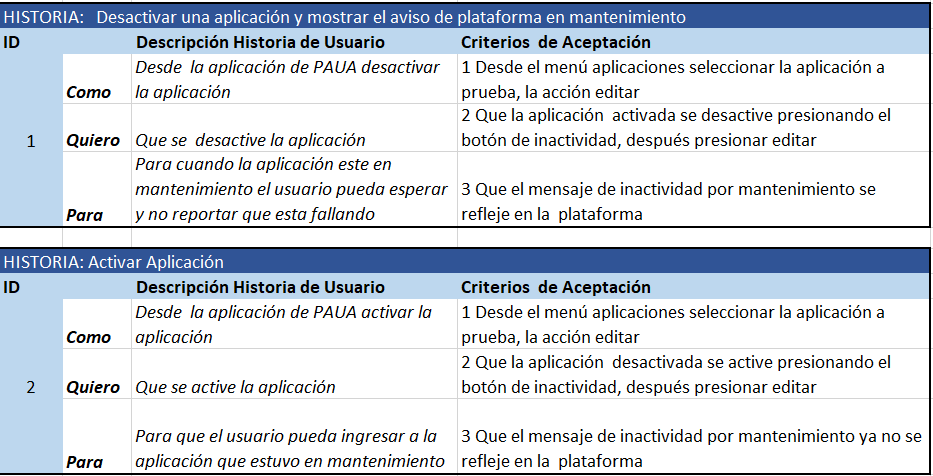 HISTORIA:   Desactivar una aplicación y mostrar el aviso de plataforma en mantenimiento
ID Descripción Historia de Usuario Criterios  de Aceptación
1
Como
Desde  la aplicación de PAUA desactivar
la aplicación
1 Desde el menú aplicaciones seleccionar la aplicación a
prueba, la acción editar
Quiero
Que se  desactive la aplicación
2 Que la aplicación  activada se desactive presionando el
botón de inactividad, después presionar editar
Para
Para cuando la aplicación este en
mantenimiento el usuario pueda esperar
y no reportar que esta fallando
3 Que el mensaje de inactividad por mantenimiento se
refleje en la  plataforma
HISTORIA: Activar Aplicación
ID Descripción Historia de Usuario Criterios  de Aceptación
2
Como
Desde  la aplicación de PAUA activar la
aplicación
1 Desde el menú aplicaciones seleccionar la aplicación a
prueba, la acción editar
Quiero
Que se active la aplicación
2 Que la aplicación  desactivada se active presionando el
botón de inactividad, después presionar editar
Para
Para que el usuario pueda ingresar a la
aplicación que estuvo en mantenimiento
3 Que el mensaje de inactividad por mantenimiento ya no se
refleje en la  plataforma